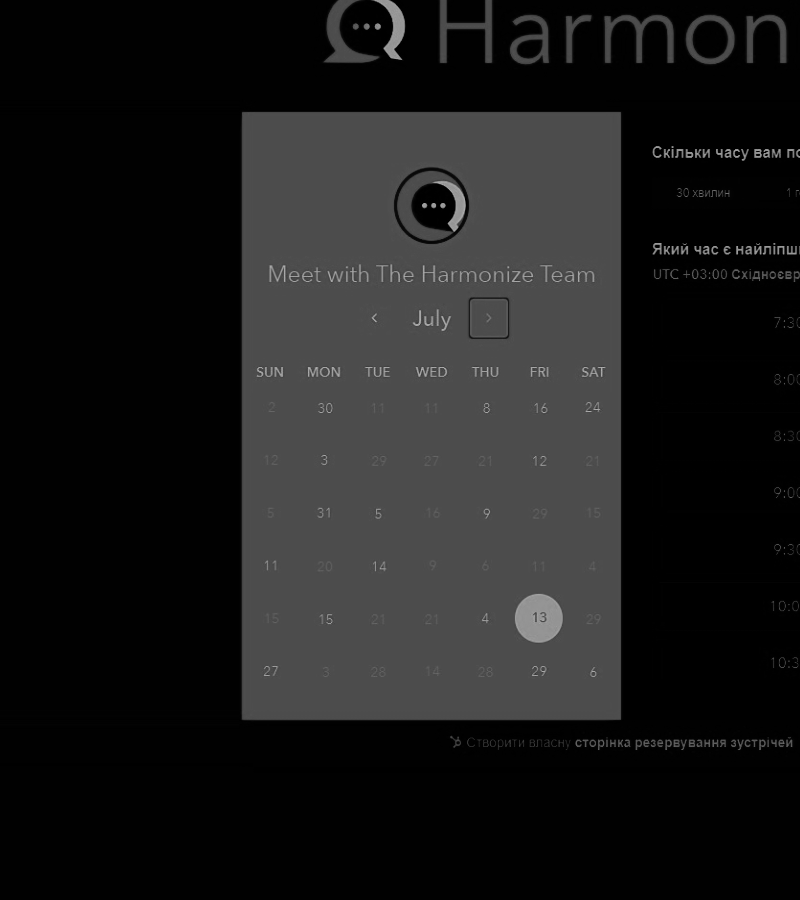 Harmon
Meet with The Harmonize Team
July
SUN MON TUE WED THU FRI SAT
2 30 11 11 8 16 24
12 3 29 27 21 12 21
5 31 5 16 9 29 15
11 20 14 9 6 11 4
15 15 21 21 4 13 29
27 3 28 14 28 29 6
Скільки часу вам по
30 хвилин 1 г
Який час є найліпш
UTC +03:00 Східноєвр
7:30
8:00
8:30
9:00
9:30
10:0
10:3
Створити власну сторінка резервування зустрічей